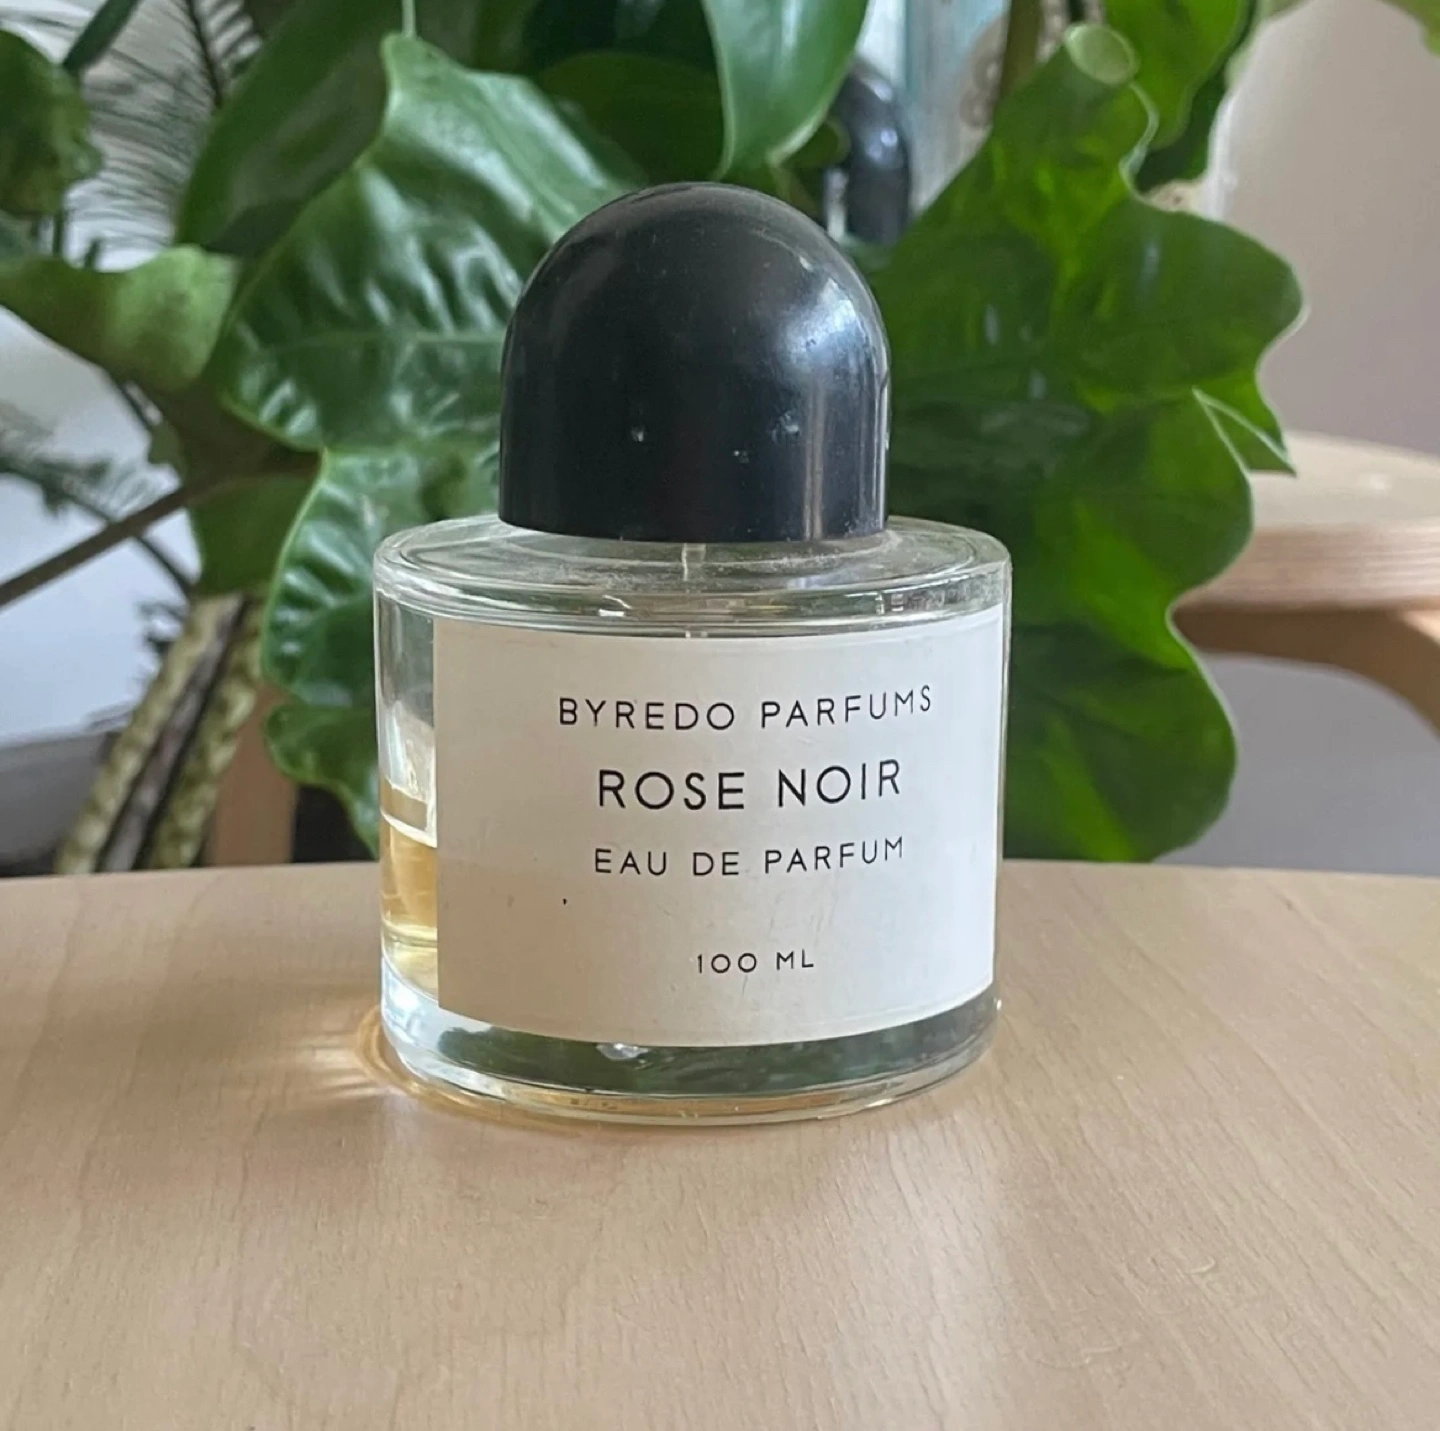 BYREDO PARFUMS
ROSE NOIR
EAU DE PARFUM
100 ML